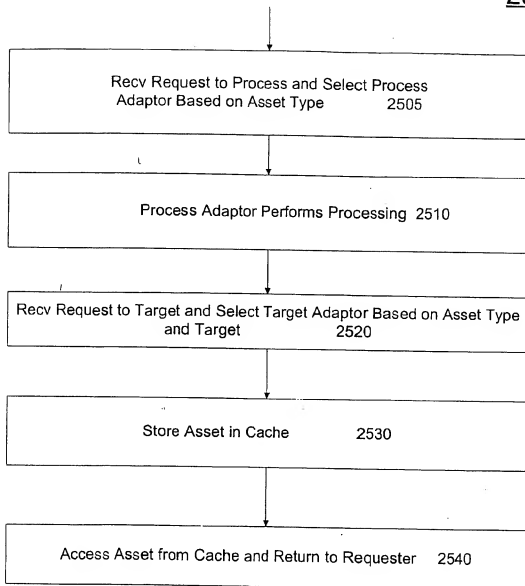 Recv Request to Process and Select Process
Adaptor Based on Asset Type 2505
Process Adaptor Performs Processing 2510
Recv Request to Target and Select Target Adaptor Based on Asset Type
and Target 2520
Store Asset in Cache 2530
Access Asset from Cache and Return to Requester 2540